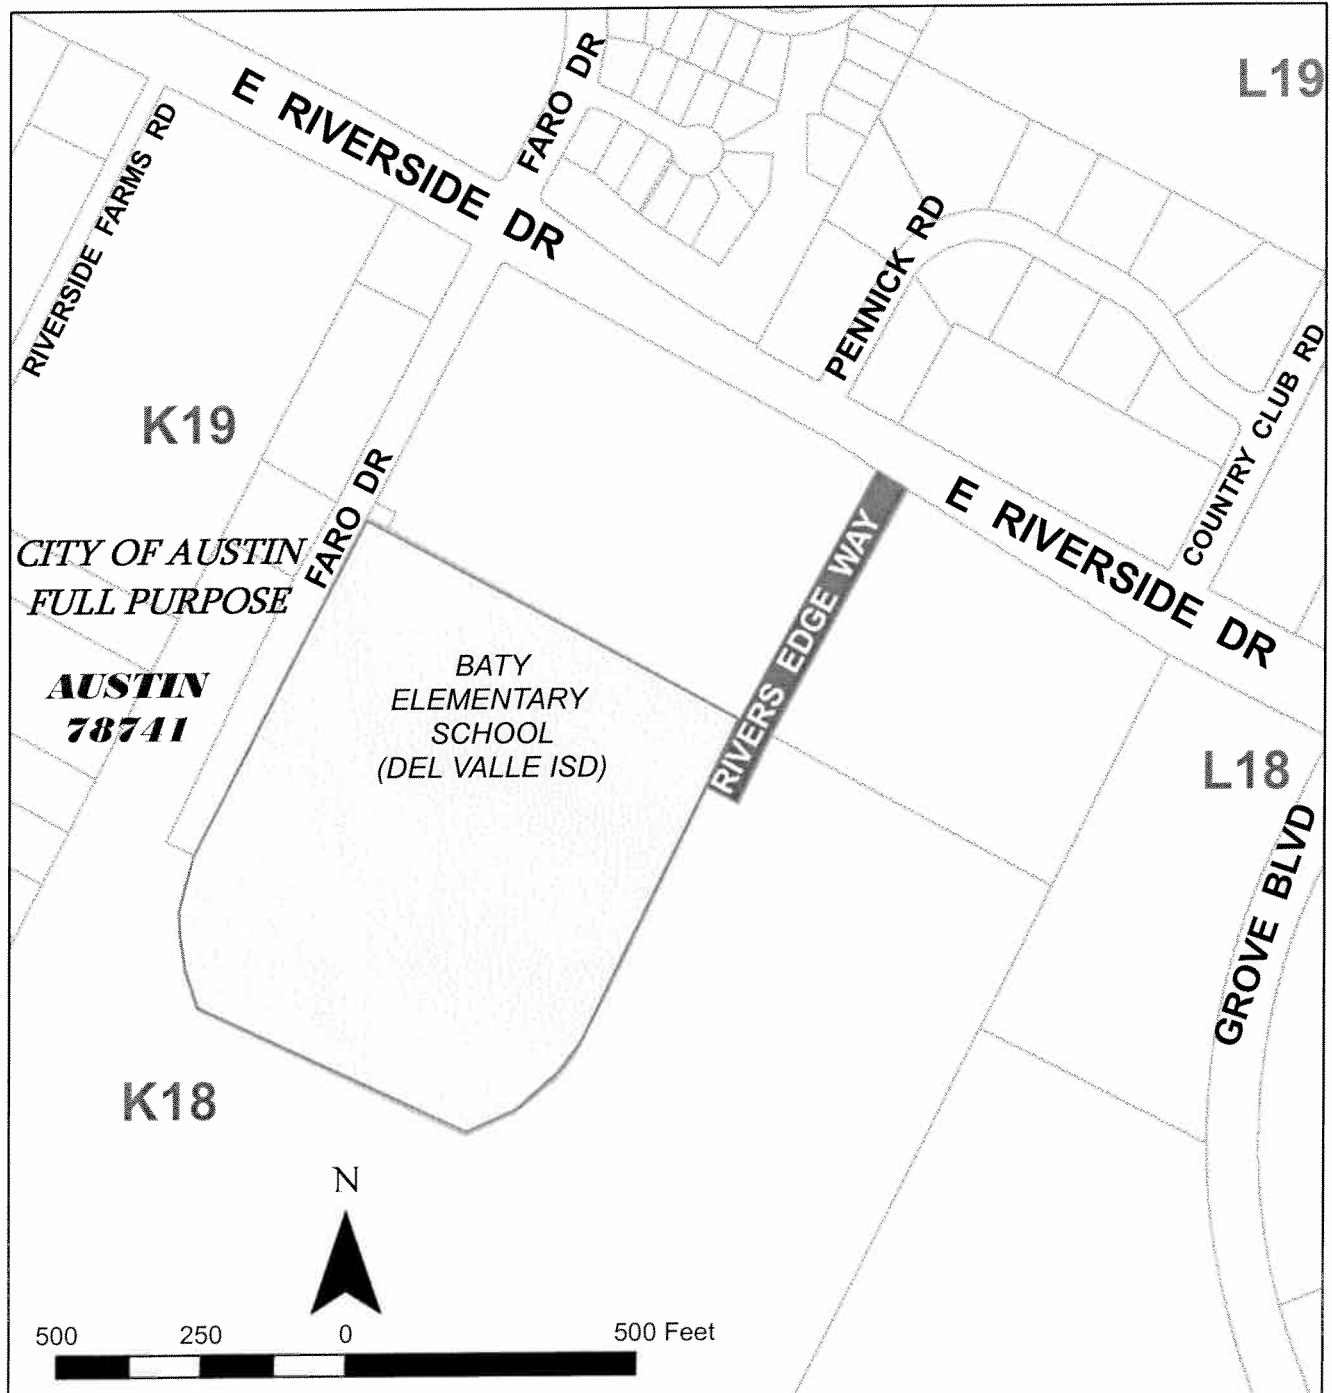 L19
E RIVERSIDE DR
FARO DR
RIVERSIDE FARMS RD
PENNICK RD
COUNTRY CLUB RD
K19
FARO DR
E RIVERSIDE DR
CITY OF AUSTIN
FULL PURPOSE
AUSTIN
78741
BATY
ELEMENTARY
SCHOOL
(DEL VALLE ISD)
RIVERS EDGE WAY
L18
GROVE BLVD
K18
N
500 250 0 500 Feet